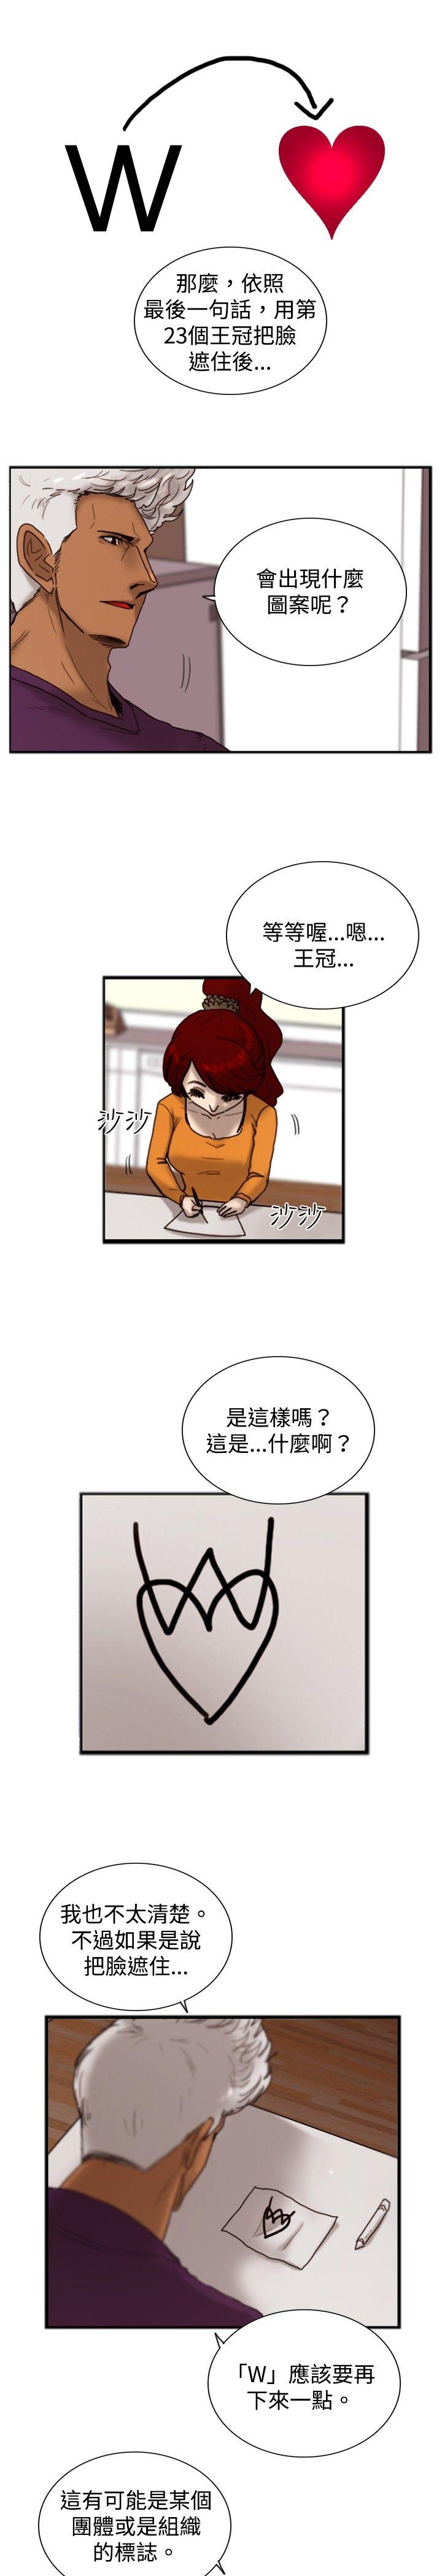 W
那麼，依照
最後一句話，用第
23個王冠把臉
遮住後...
會出現什麼
圖案呢？
等等喔...嗯...
王冠...
沙沙
沙沙
是這樣嗎？
這是...什麼啊？
我也不太清楚。
不過如果是說
把臉遮住...
「W」應該要再
下來一點。
這有可能是某個
團體或是組織
的標誌。